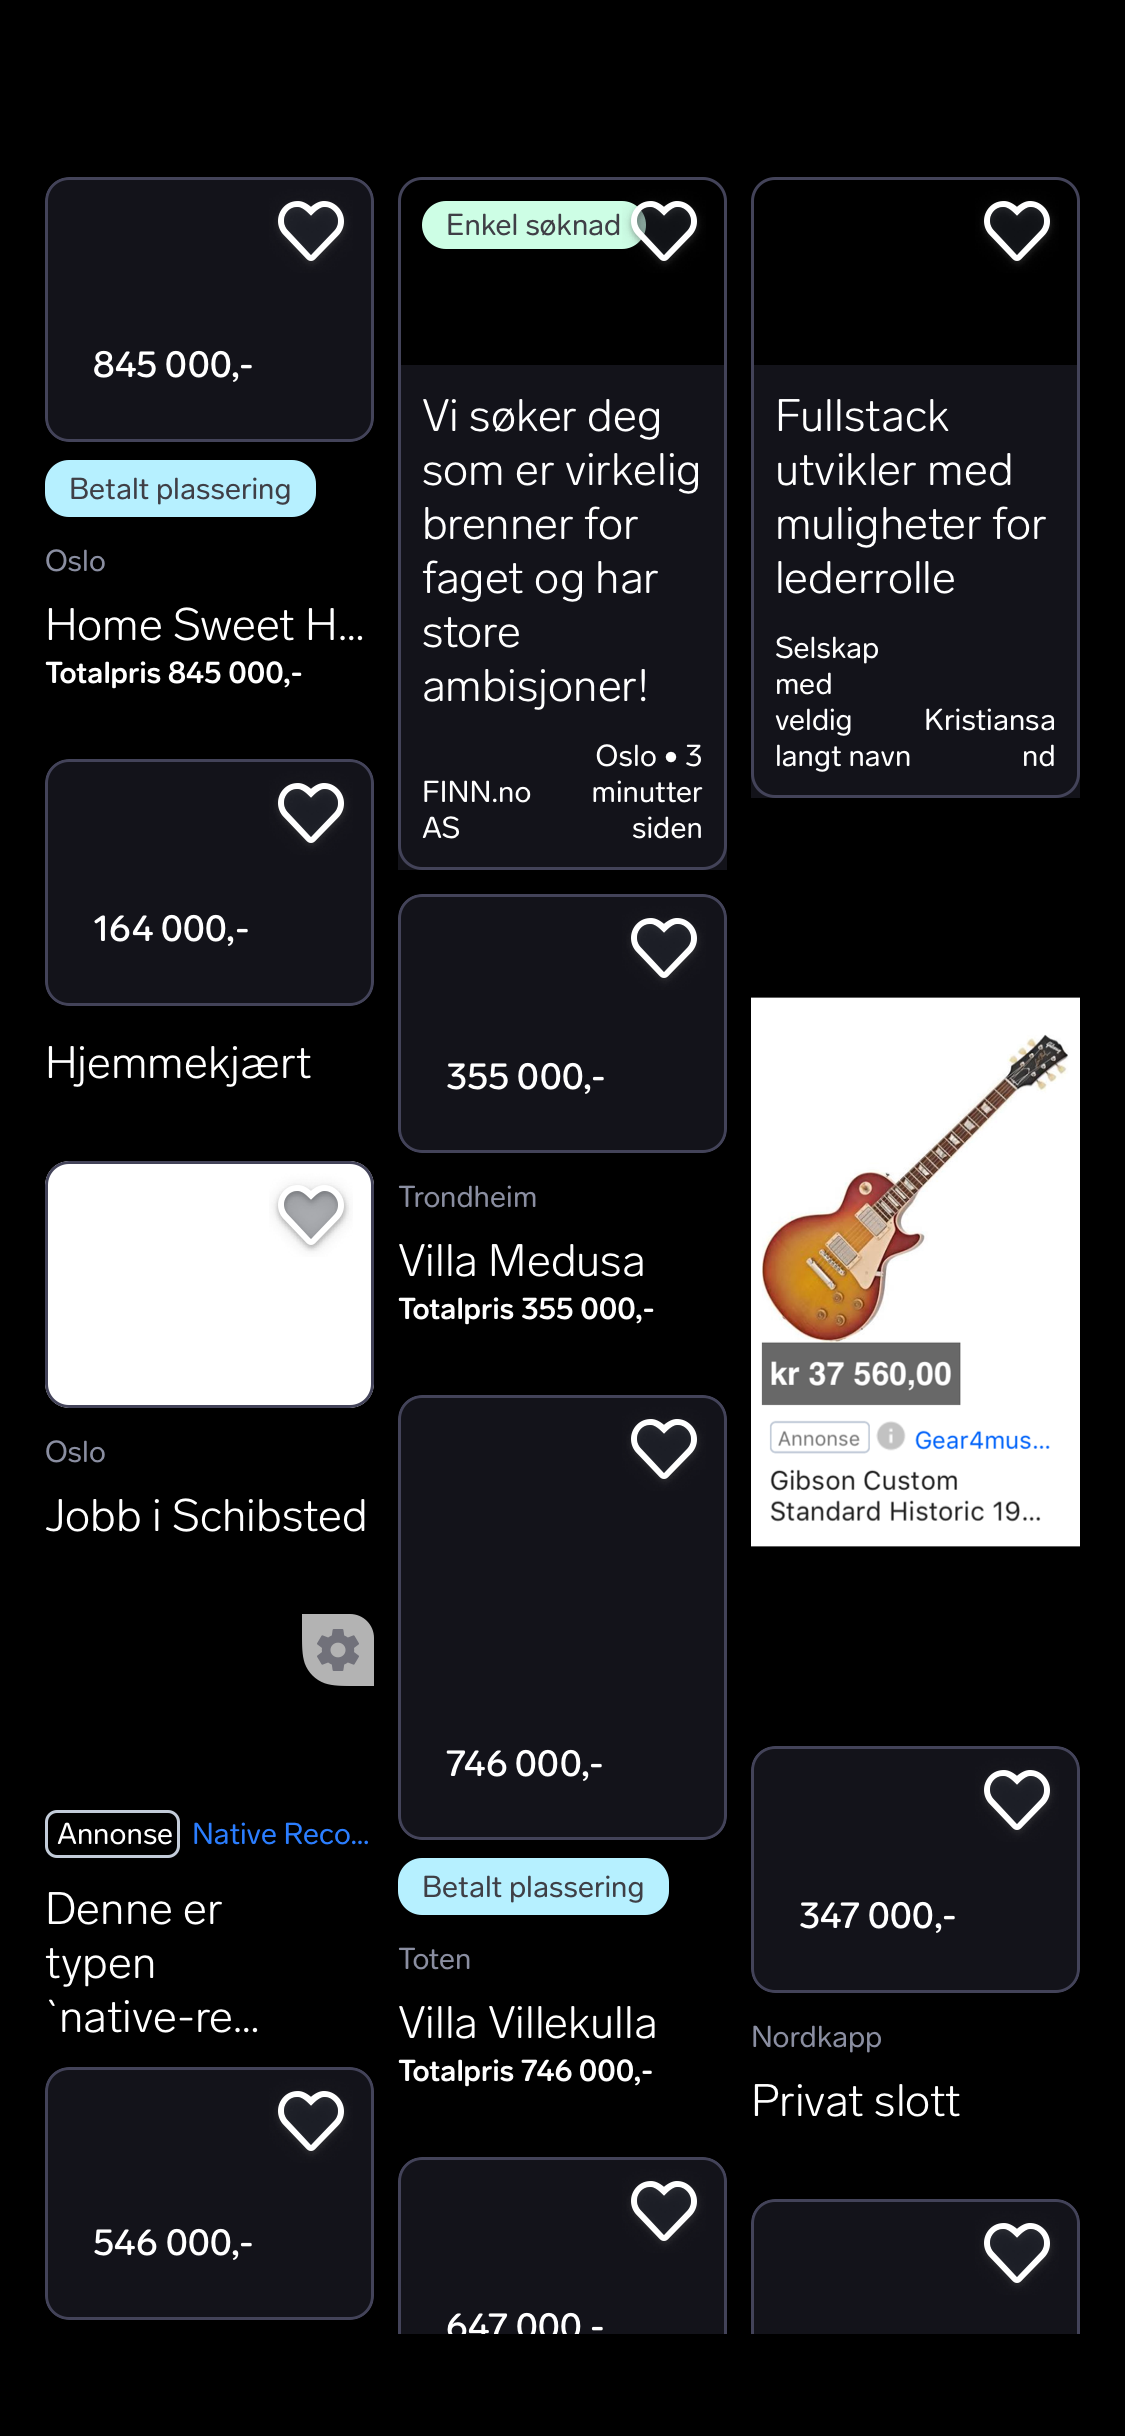 845 000,-
Betalt plassering
Oslo
Home Sweet H...
Totalpris 845 000,-
164 000,-
Hjemmekjært
Oslo
Jobb i Schibsted
Annonse Native Reco...
Denne er
typen
`native-re...
546 000,-
Enkel søknad
Vi søker deg
som er virkelig
brenner for
faget og har
store
ambisjoner!
FINN.no
AS
Oslo • 3
minutter
siden
355 000,-
Trondheim
Villa Medusa
Totalpris 355 000,-
746 000,-
Betalt plassering
Toten
Villa Villekulla
Totalpris 746 000,-
647 000,-
Fullstack
utvikler med
muligheter for
lederrolle
Selskap
med
veldig
langt navn
Kristiansa
nd
Gibson
kr 37 560,00
Annonse i Gear4mus...
Gibson Custom
Standard Historic 19...
347 000,-
Nordkapp
Privat slott